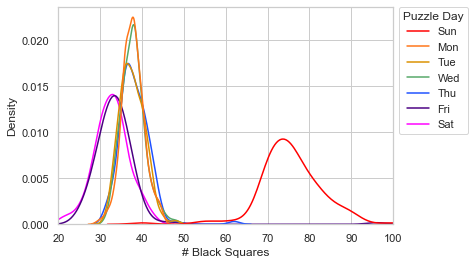 Puzzle Day
Sun
Mon
Tue
Wed
Thu
Fri
Sat
Density
0.020
0.015
0.010
0.005
0.000
20 30 40 50 60 70 80 90 100
# Black Squares